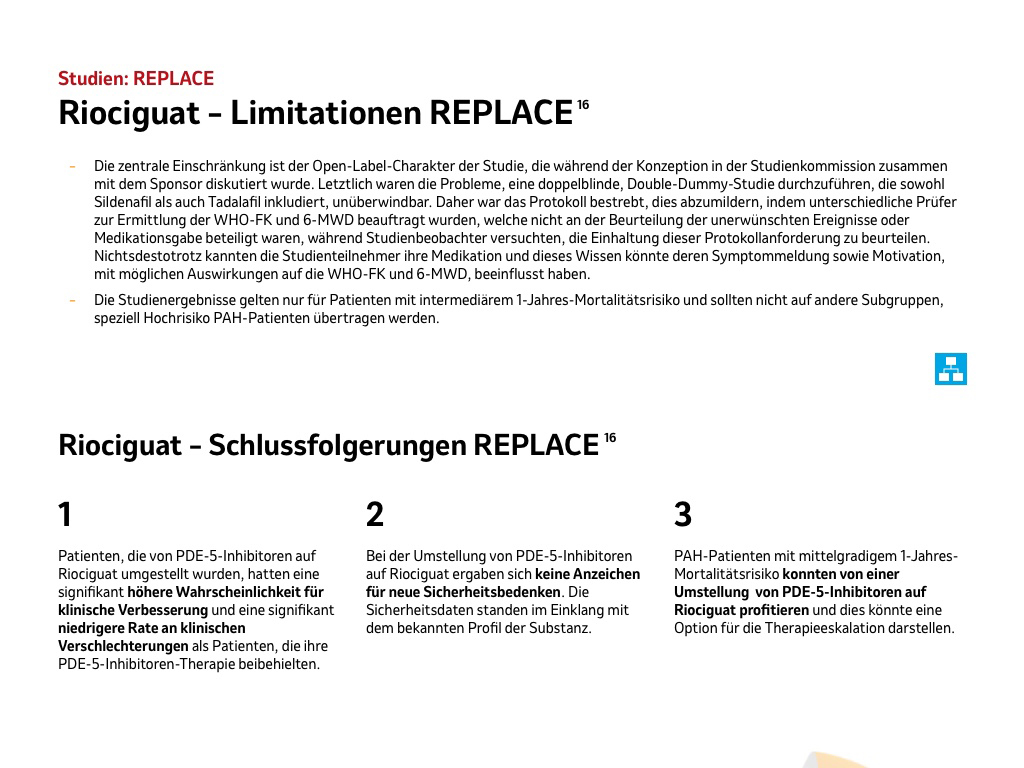 Studien: REPLACE
Riociguat – Limitationen REPLACE 16
– Die zentrale Einschränkung ist der Open-Label-Charakter der Studie, die während der Konzeption in der Studienkommission zusammen
mit dem Sponsor diskutiert wurde. Letztlich waren die Probleme, eine doppelblinde, Double-Dummy-Studie durchzuführen, die sowohl
Sildenafil als auch Tadalafil inkludiert, unüberwindbar. Daher war das Protokoll bestrebt, dies abzumildern, indem unterschiedliche Prüfer
zur Ermittlung der WHO-FK und 6-MWD beauftragt wurden, welche nicht an der Beurteilung der unerwünschten Ereignisse oder
Medikationsgabe beteiligt waren, während Studienbeobachter versuchten, die Einhaltung dieser Protokollanforderung zu beurteilen.
Nichtsdestotrotz kannten die Studienteilnehmer ihre Medikation und dieses Wissen könnte deren Symptommeldung sowie Motivation,
mit möglichen Auswirkungen auf die WHO-FK und 6-MWD, beeinflusst haben.
– Die Studienergebnisse gelten nur für Patienten mit intermediärem 1-Jahres-Mortalitätsrisiko und sollten nicht auf andere Subgruppen,
speziell Hochrisiko PAH-Patienten übertragen werden.
Riociguat – Schlussfolgerungen REPLACE 16
1
Patienten, die von PDE-5-Inhibitoren auf
Riociguat umgestellt wurden, hatten eine
signifikant höhere Wahrscheinlichkeit für
klinische Verbesserung und eine signifikant
niedrigere Rate an klinischen
Verschlechterungen als Patienten, die ihre
PDE-5-Inhibitoren-Therapie beibehielten.
2
Bei der Umstellung von PDE-5-Inhibitoren
auf Riociguat ergaben sich keine Anzeichen
für neue Sicherheitsbedenken. Die
Sicherheitsdaten standen im Einklang mit
dem bekannten Profil der Substanz.
3
PAH-Patienten mit mittelgradigem 1-Jahres-
Mortalitätsrisiko konnten von einer
Umstellung von PDE-5-Inhibitoren auf
Riociguat profitieren und dies könnte eine
Option für die Therapieeskalation darstellen.